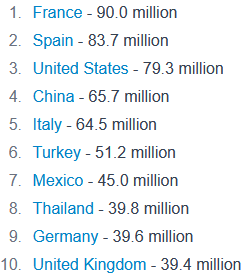 1. France - 90.0 million
2. Spain - 83.7 million
3. United States - 79.3 million
4. China - 65.7 million
5. Italy - 64.5 million
6. Turkey - 51.2 million
7. Mexico - 45.0 million
8. Thailand - 39.8 million
9. Germany - 39.6 million
10. United Kingdom - 39.4 million